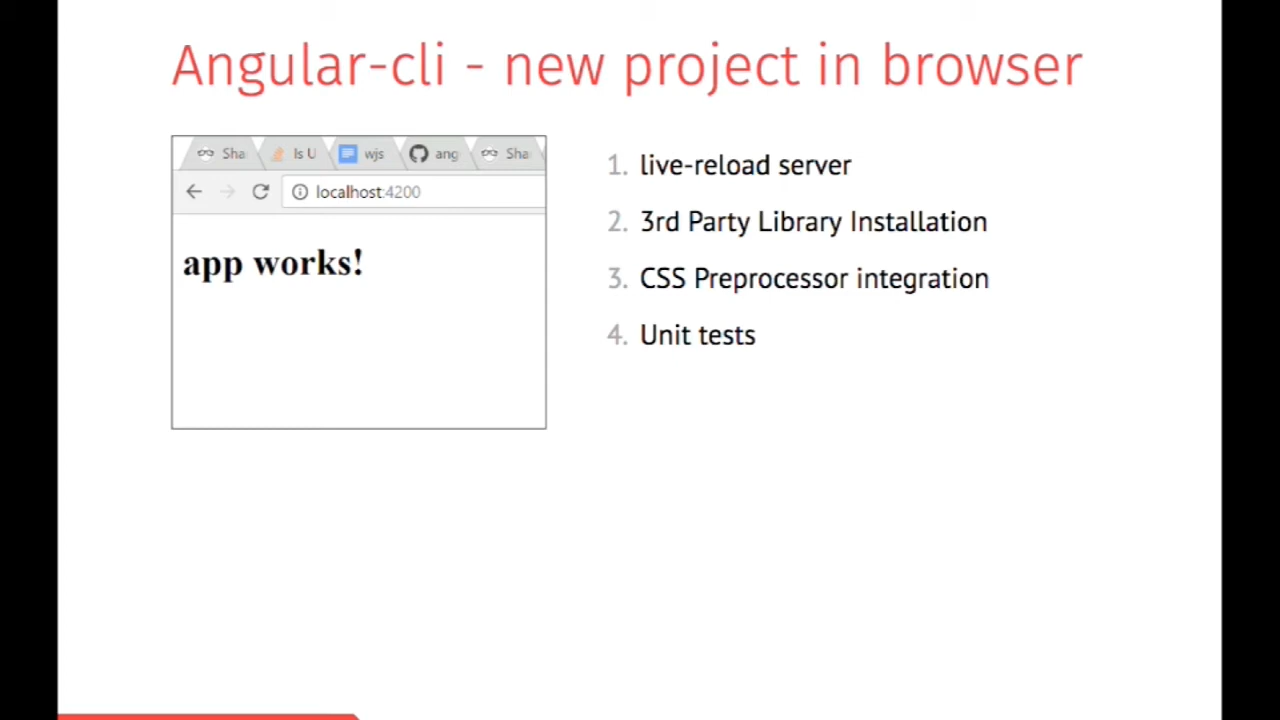 Angular-cli - new project in browser
Sha
Is U
wjs
ang
Sha
localhost:4200
app works!
1. live-reload server
2. 3rd Party Library Installation
3. CSS Preprocessor integration
4. Unit tests